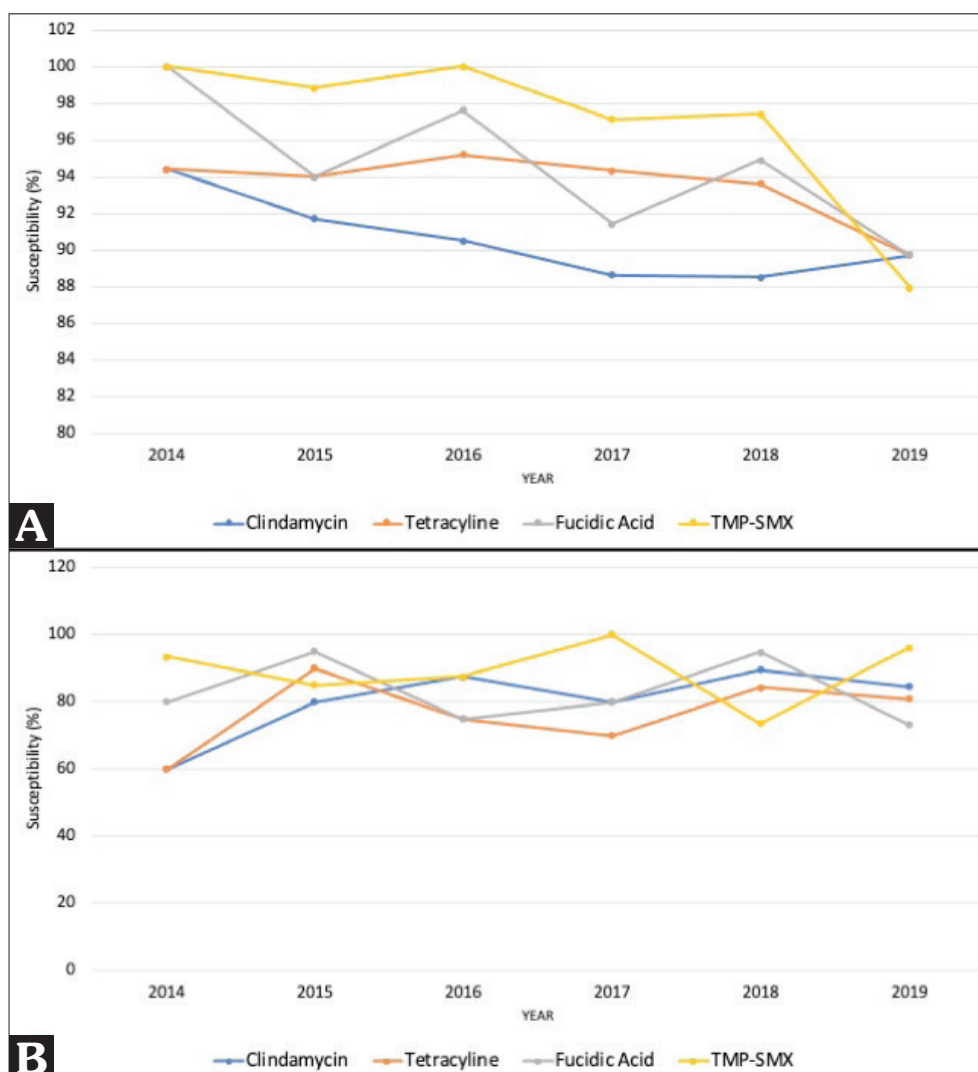 102
100
98
96
94
92
90
88
86
84
82
80
Susceptibility (%)
2014 2015 2016 2017 2018 2019
YEAR
A
Clindamycin Tetracyline Fucidic Acid TMP-SMX
120
100
80
60
40
20
0
Susceptibility (%)
2014 2015 2016 2017 2018 2019
YEAR
B
Clindamycin Tetracyline Fucidic Acid TMP-SMX